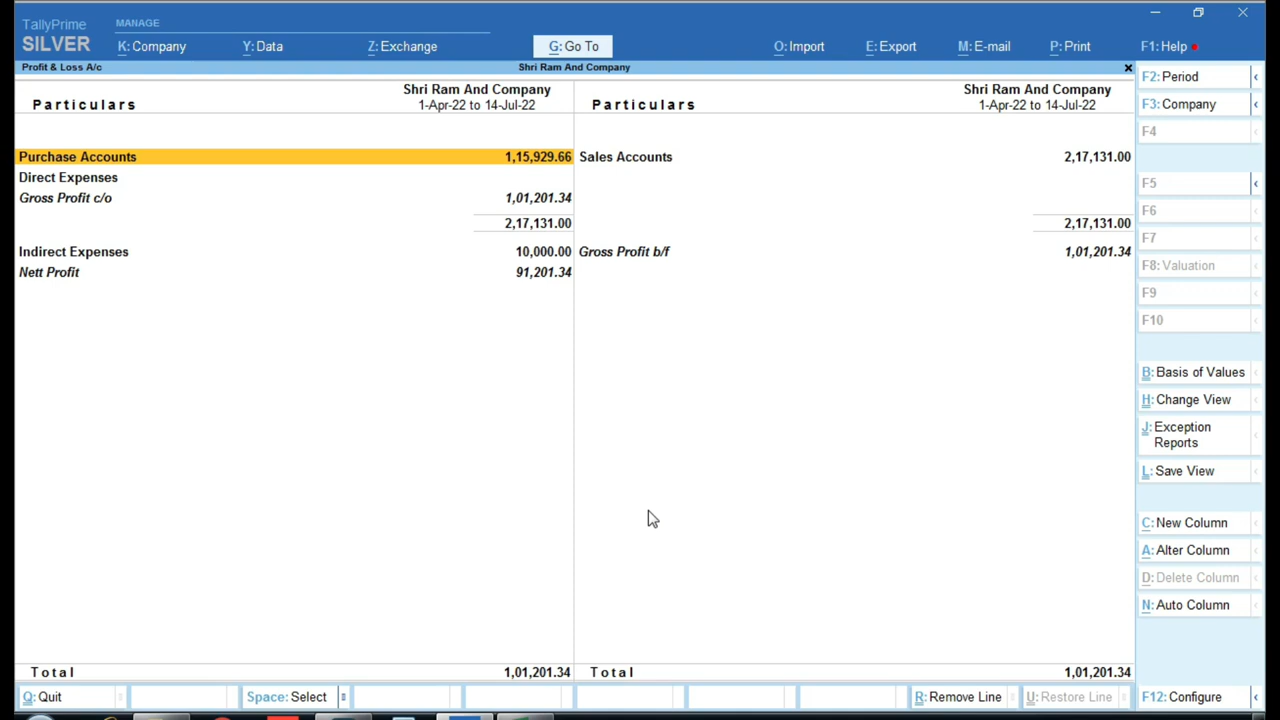 TallyPrime
SILVER
MANAGE
K: Company
Y: Data
Z: Exchange
G: Go To
O: Import
E: Export
M: E-mail
P: Print
F1: Help
Profit & Loss A/c
Shri Ram And Company
Particulars
Shri Ram And Company
1-Apr-22 to 14-Jul-22
Particulars
Shri Ram And Company
1-Apr-22 to 14-Jul-22
Purchase Accounts 1,15,929.66 Sales Accounts 2,17,131.00
Direct Expenses
Gross Profit c/o 1,01,201.34
2,17,131.00 2,17,131.00
Indirect Expenses 10,000.00 Gross Profit b/f 1,01,201.34
Nett Profit 91,201.34
Total 1,01,201.34 Total 1,01,201.34
F2: Period
F3: Company
F4
F5
F6
F7
F8: Valuation
F9
F10
B: Basis of Values
H: Change View
J: Exception
Reports
L: Save View
C: New Column
A: Alter Column
D: Delete Column
N: Auto Column
Q: Quit
Space: Select
R: Remove Line
U: Restore Line
F12: Configure